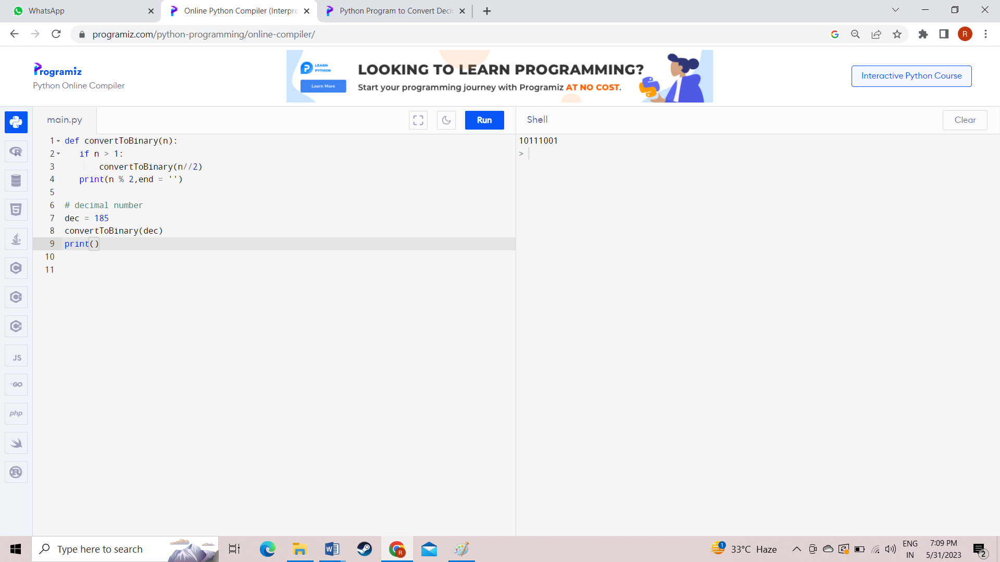 WhatsApp
Online Python Compiler (Interpre
Python Program to Convert Decir
programiz.com/python-programming/online-compiler/
R
Programiz
Python Online Compiler
LEARN PYTHON
Learn More
LOOKING TO LEARN PROGRAMMING?
Start your programming journey with Programiz AT NO COST.
Interactive Python Course
main.py
Run
Shell
Clear
1 def convertToBinary(n):
2 if n > 1:
3 convertToBinary(n//2)
4 print(n % 2,end = '')
5
6 # decimal number
7 dec = 185
8 convertToBinary(dec)
9 print()
10
11
10111001
>
JS
GO
php
Type here to search
33°C Haze
ENG
IN
7:09 PM
5/31/2023
2